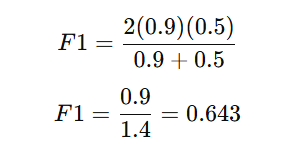 F1 = 2(0.9)(0.5) / 0.9 + 0.5
F1 = 0.9 / 1.4 = 0.643